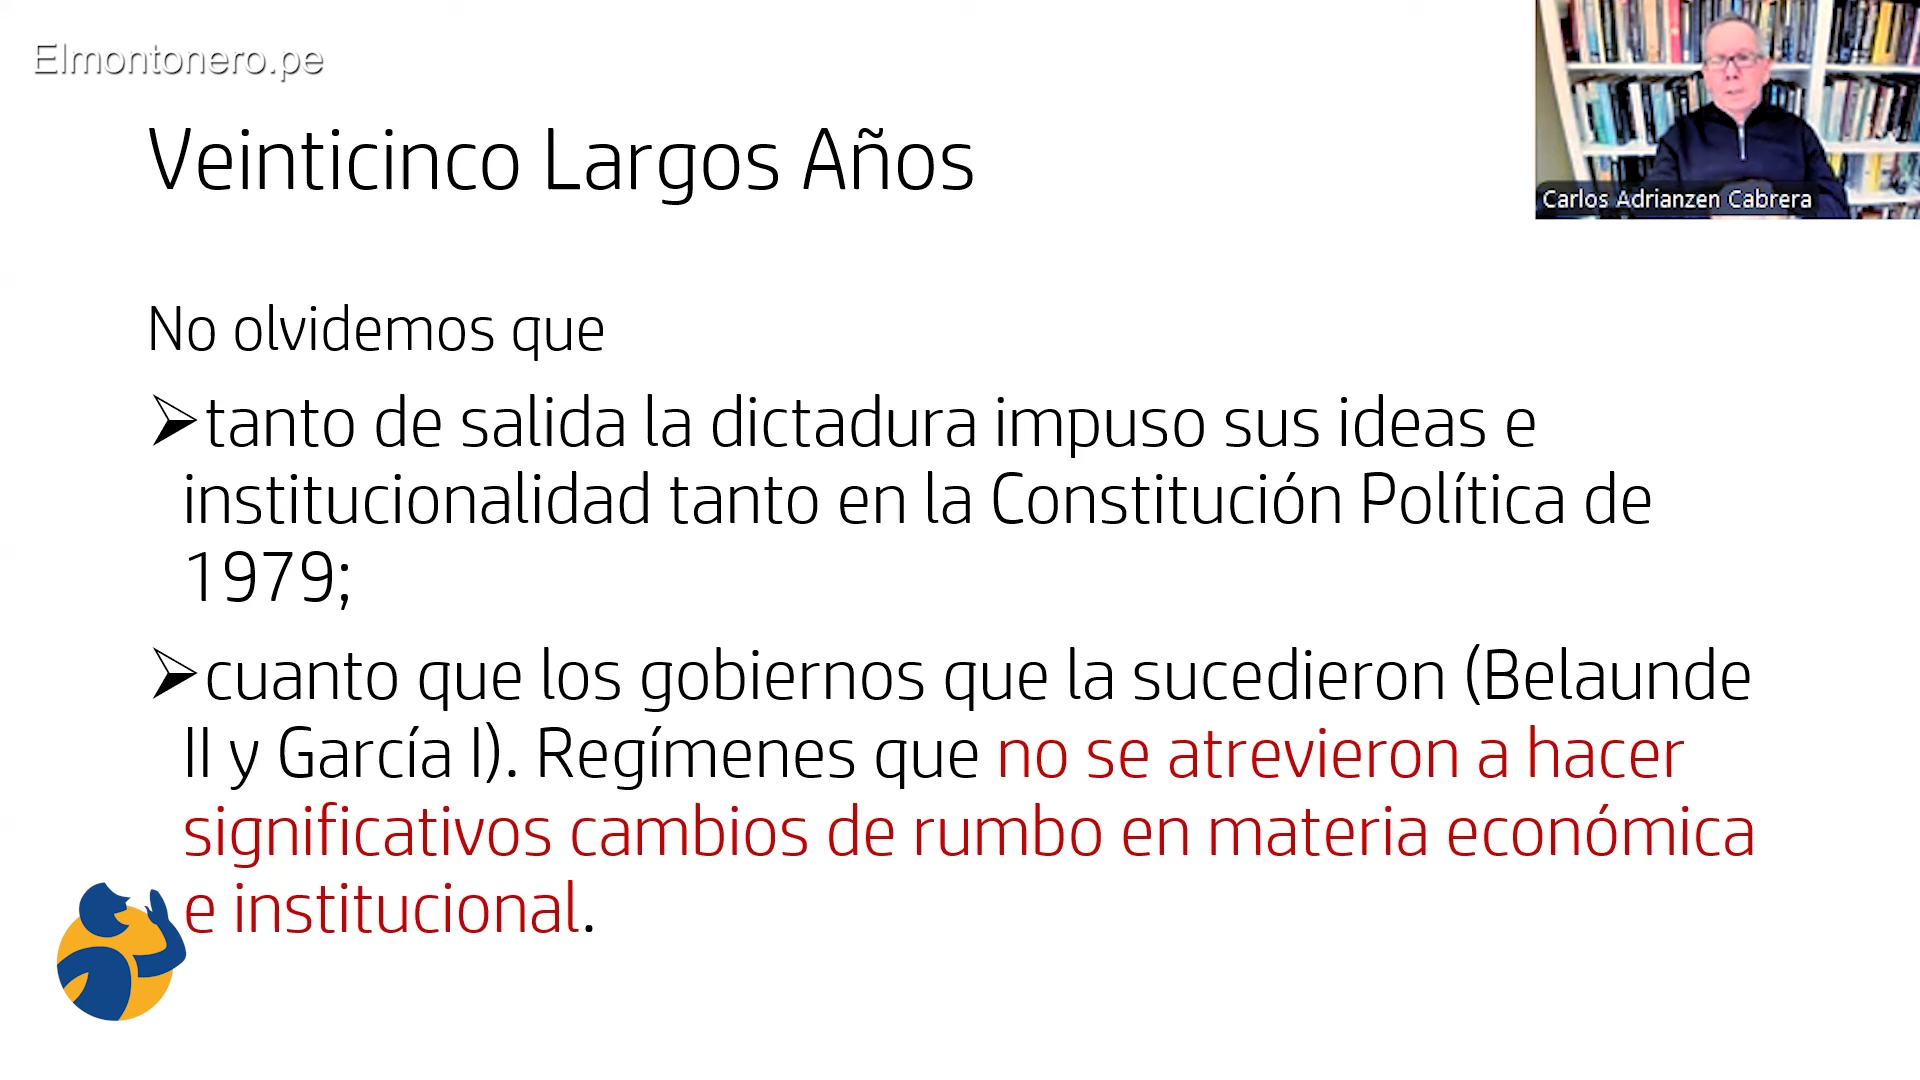 Elmontonero.pe
Carlos Adrianzen Cabrera
Veinticinco Largos Años
No olvidemos que
➢tanto de salida la dictadura impuso sus ideas e
institucionalidad tanto en la Constitución Política de
1979;
➢cuanto que los gobiernos que la sucedieron (Belaunde
II y García I). Regímenes que no se atrevieron a hacer
significativos cambios de rumbo en materia económica
e institucional.